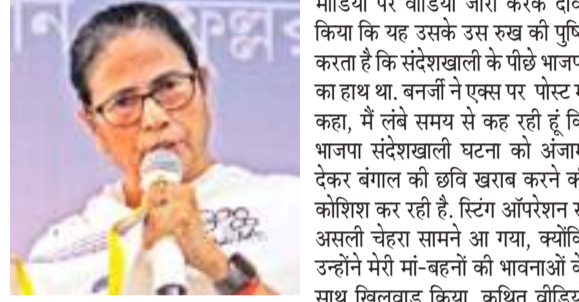 मीडिया पर वीडियो जारी करके
किया कि यह उसके उस रुख की
करता है कि संदेशखाली के पीछे
का हाथ था. बनर्जी ने एक्स पर पोस्ट
कहा, मैं लंबे समय से कह रही हूं
भाजपा संदेशखाली घटना को
देकर बंगाल की छवि खराब करने
कोशिश कर रही है. स्टिंग ऑपरेशन
असली चेहरा सामने आ गया,
उन्होंने मेरी मां-बहनों की भावनाओं
साथ खिलवाड़ किया. कथित